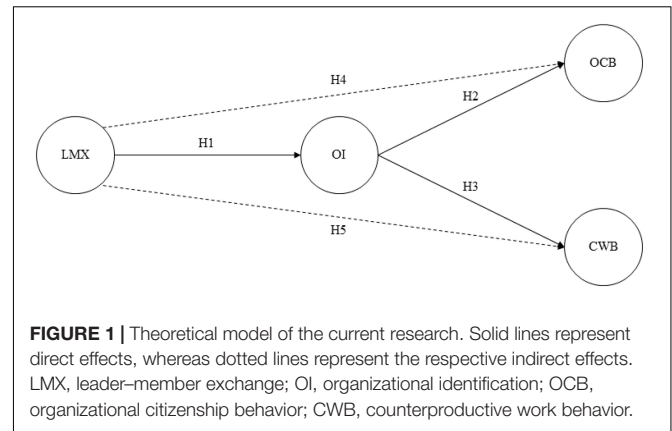 H4
OCB
H2
LMX
H1
OI
H3
H5
CWB
FIGURE 1 | Theoretical model of the current research. Solid lines represent
direct effects, whereas dotted lines represent the respective indirect effects.
LMX, leader–member exchange; OI, organizational identification; OCB,
organizational citizenship behavior; CWB, counterproductive work behavior.